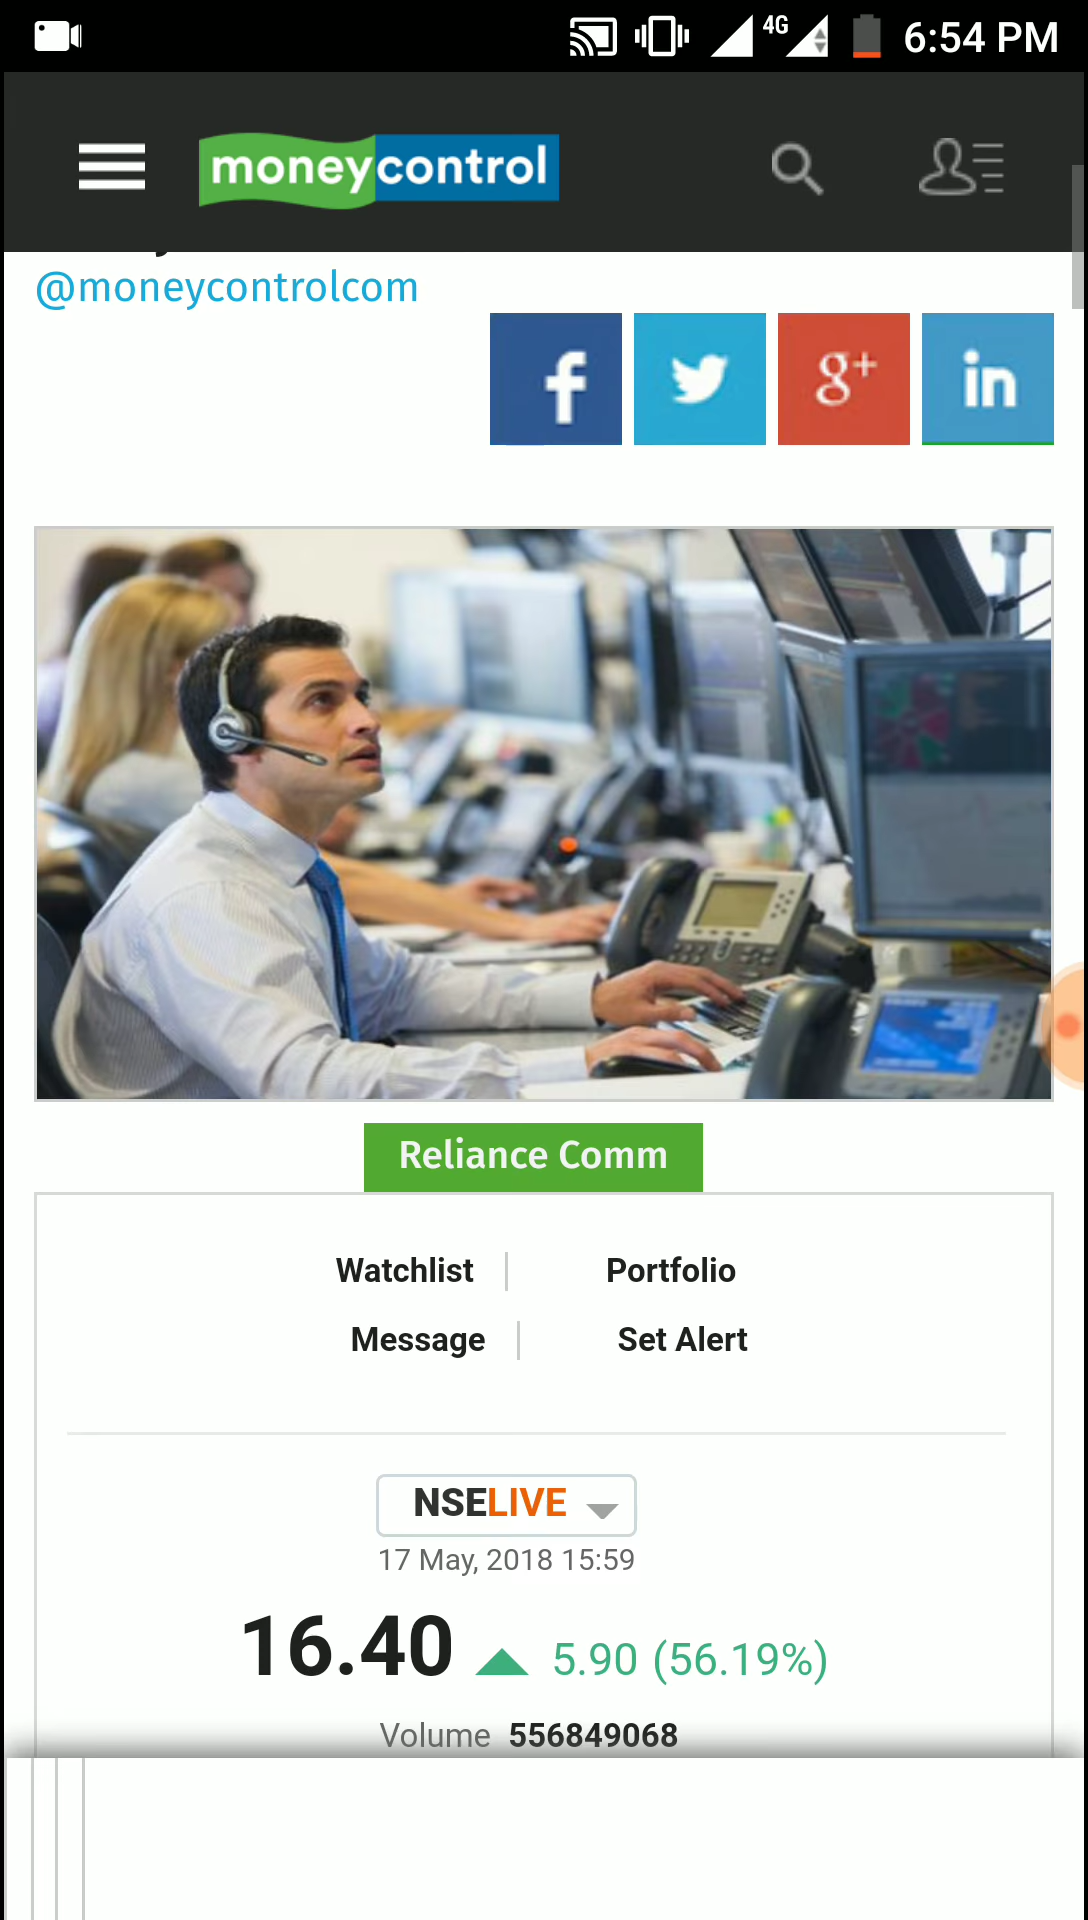 4G 6:54 PM
moneycontrol
@moneycontrolcom
f g+ in
Reliance Comm
Watchlist Portfolio
Message Set Alert
NSELIVE
17 May, 2018 15:59
16.40 5.90 (56.19%)
Volume 556849068